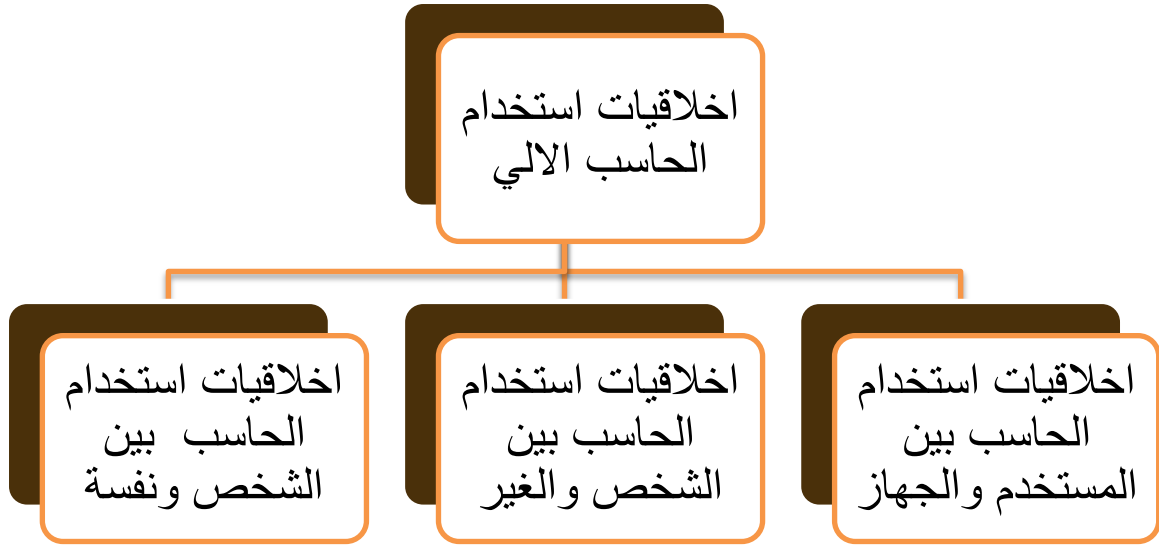 اخلاقيات استخدام
الحاسب الالي
اخلاقيات استخدام
الحاسب بين
المستخدم والجهاز
اخلاقيات استخدام
الحاسب بين
الشخص والغير
اخلاقيات استخدام
الحاسب بين
الشخص ونفسة